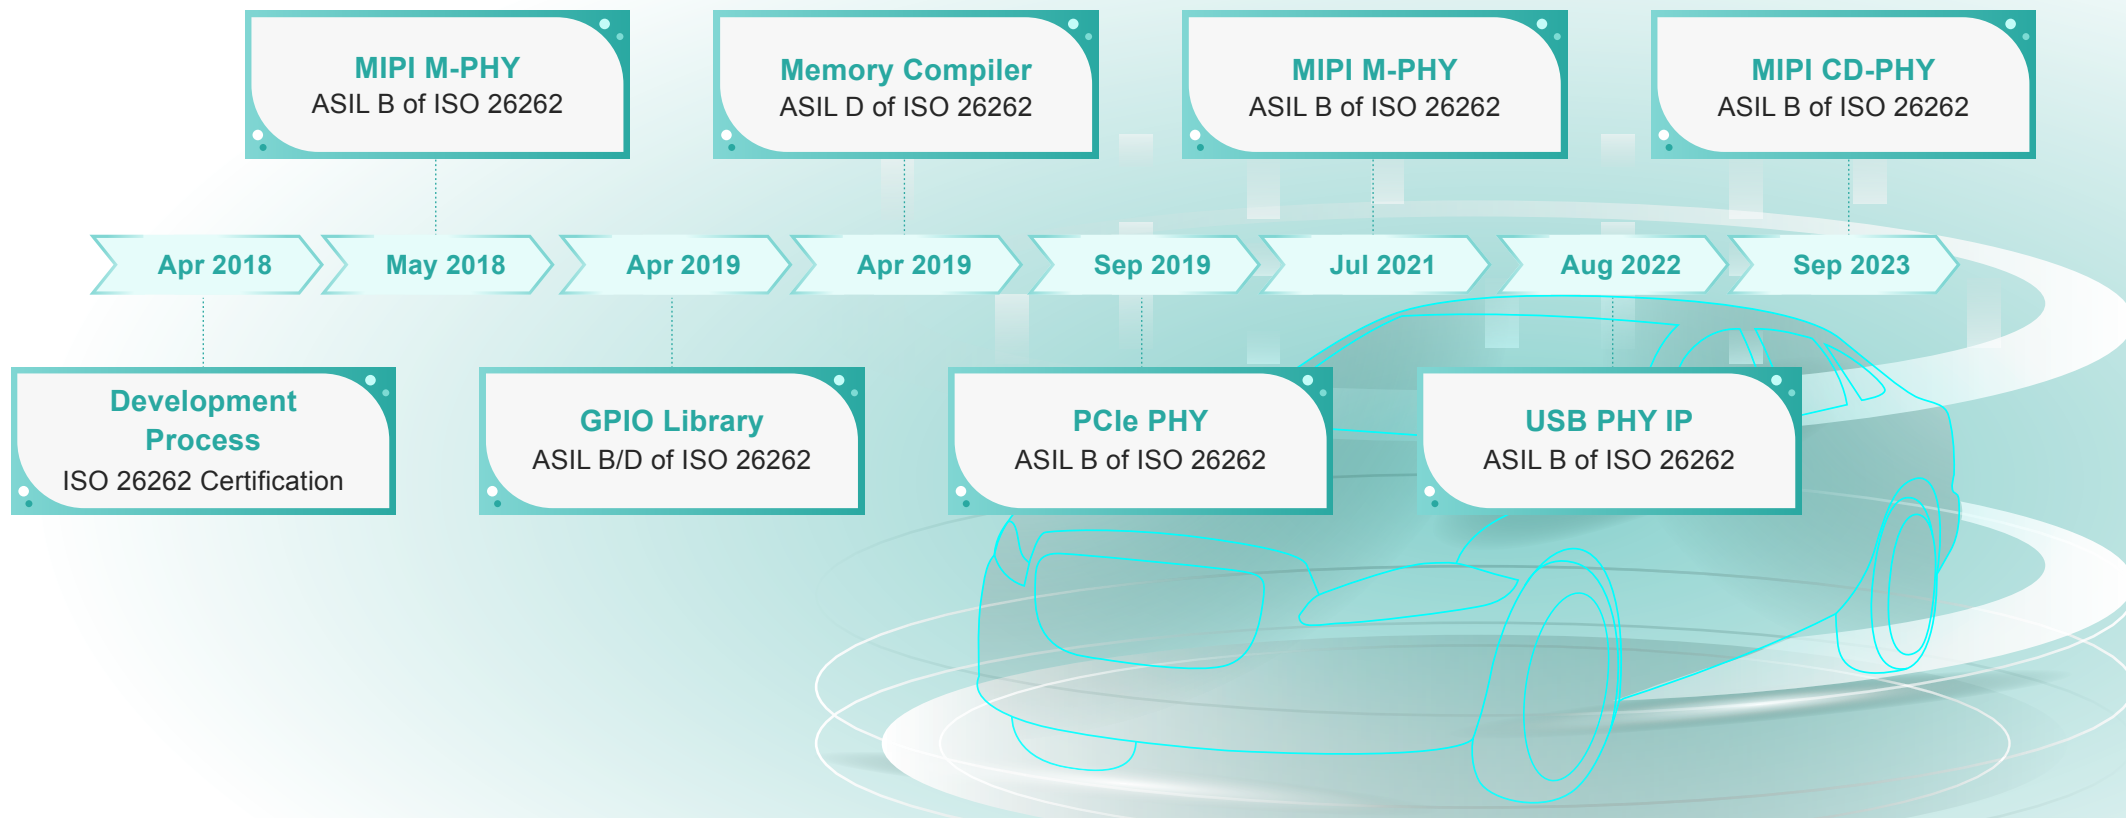 MIPI M-PHY
ASIL B of ISO 26262
Memory Compiler
ASIL D of ISO 26262
MIPI M-PHY
ASIL B of ISO 26262
MIPI CD-PHY
ASIL B of ISO 26262
Apr 2018
May 2018
Apr 2019
Apr 2019
Sep 2019
Jul 2021
Aug 2022
Sep 2023
Development
Process
ISO 26262 Certification
GPIO Library
ASIL B/D of ISO 26262
PCIe PHY
ASIL B of ISO 26262
USB PHY IP
ASIL B of ISO 26262